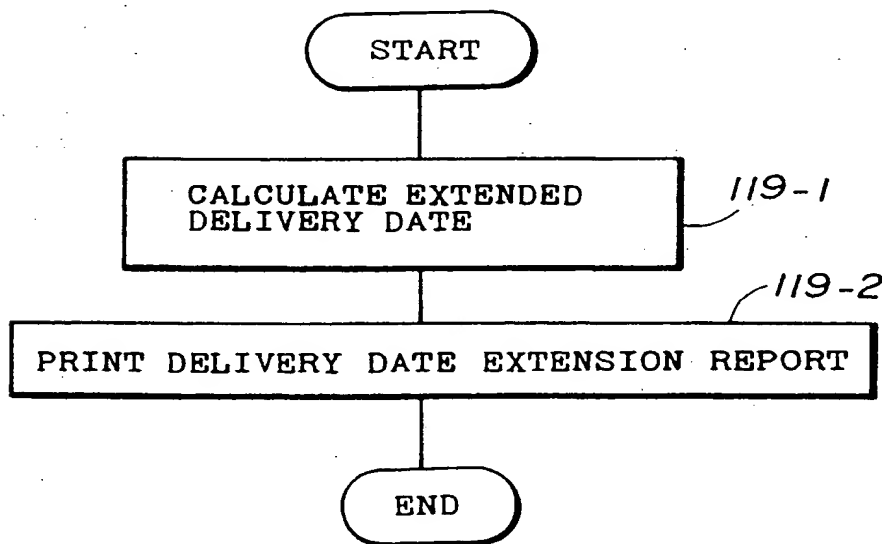 START
CALCULATE EXTENDED
DELIVERY DATE
119-1
119-2
PRINT DELIVERY DATE EXTENSION REPORT
END